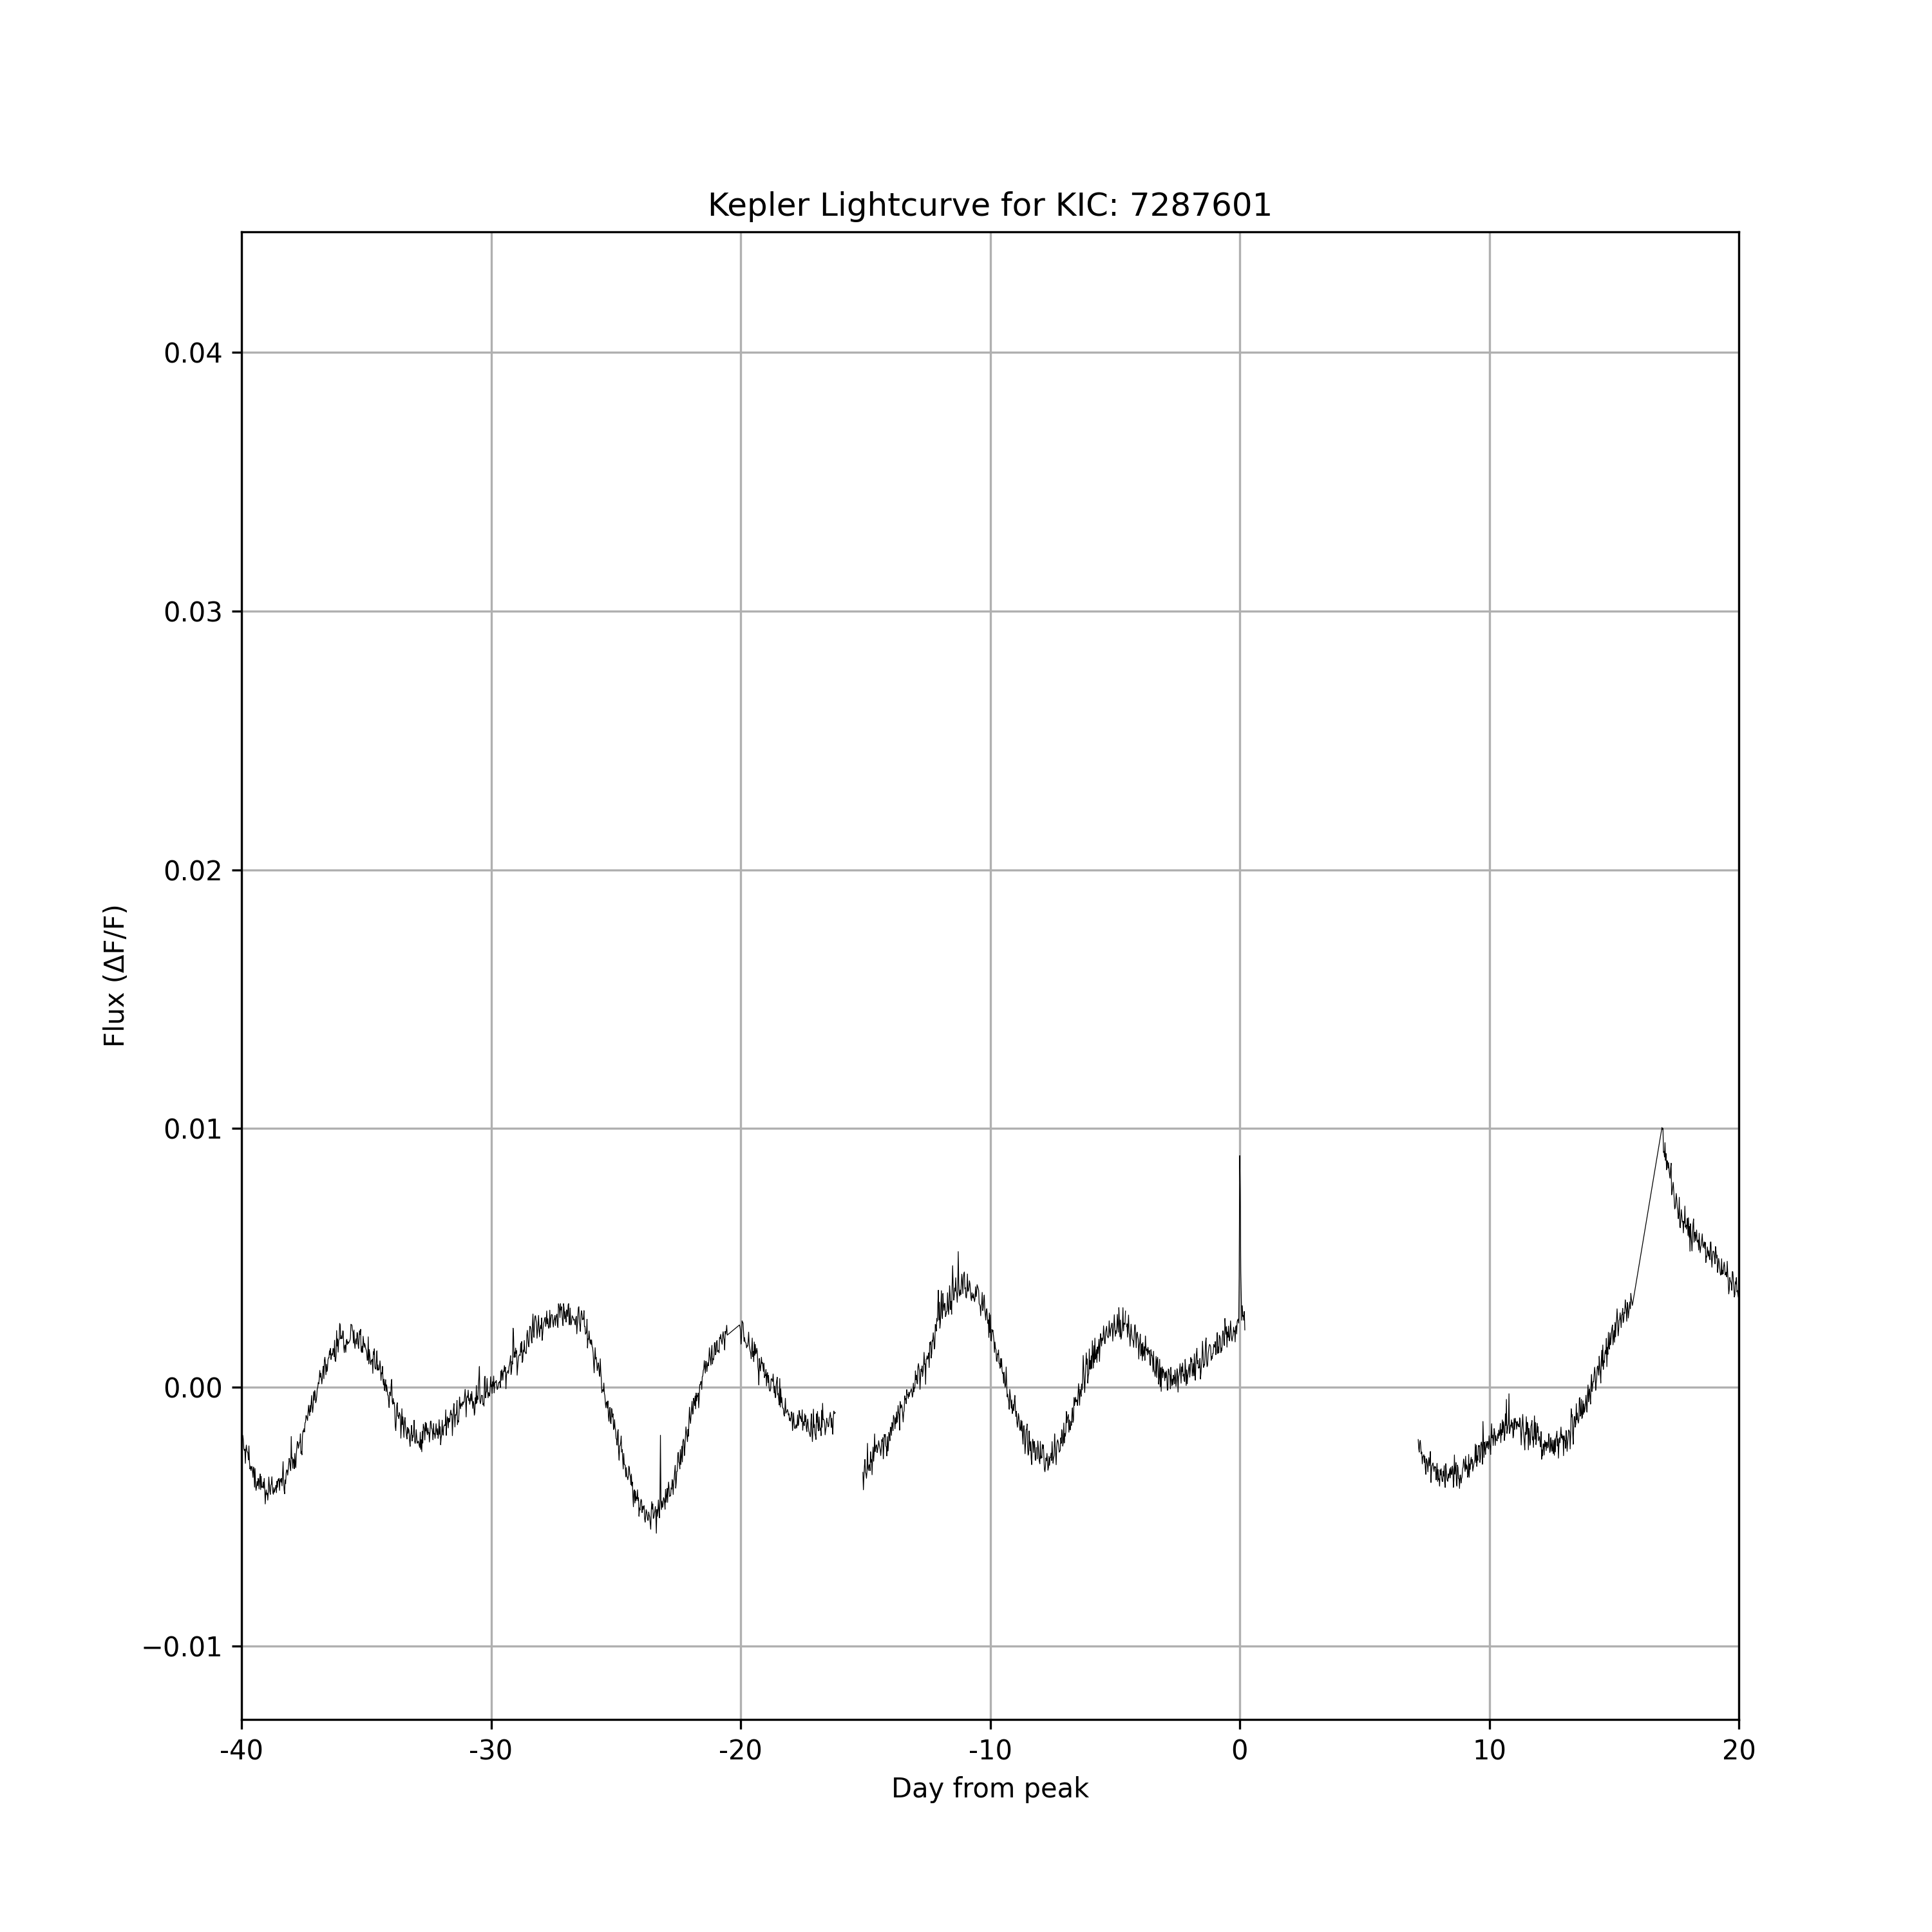 Kepler Lightcurve for KIC: 7287601
0.04
0.03
0.02
0.01
0.00
−0.01
Flux (ΔF/F)
-40 -30 -20 -10 0 10 20
Day from peak